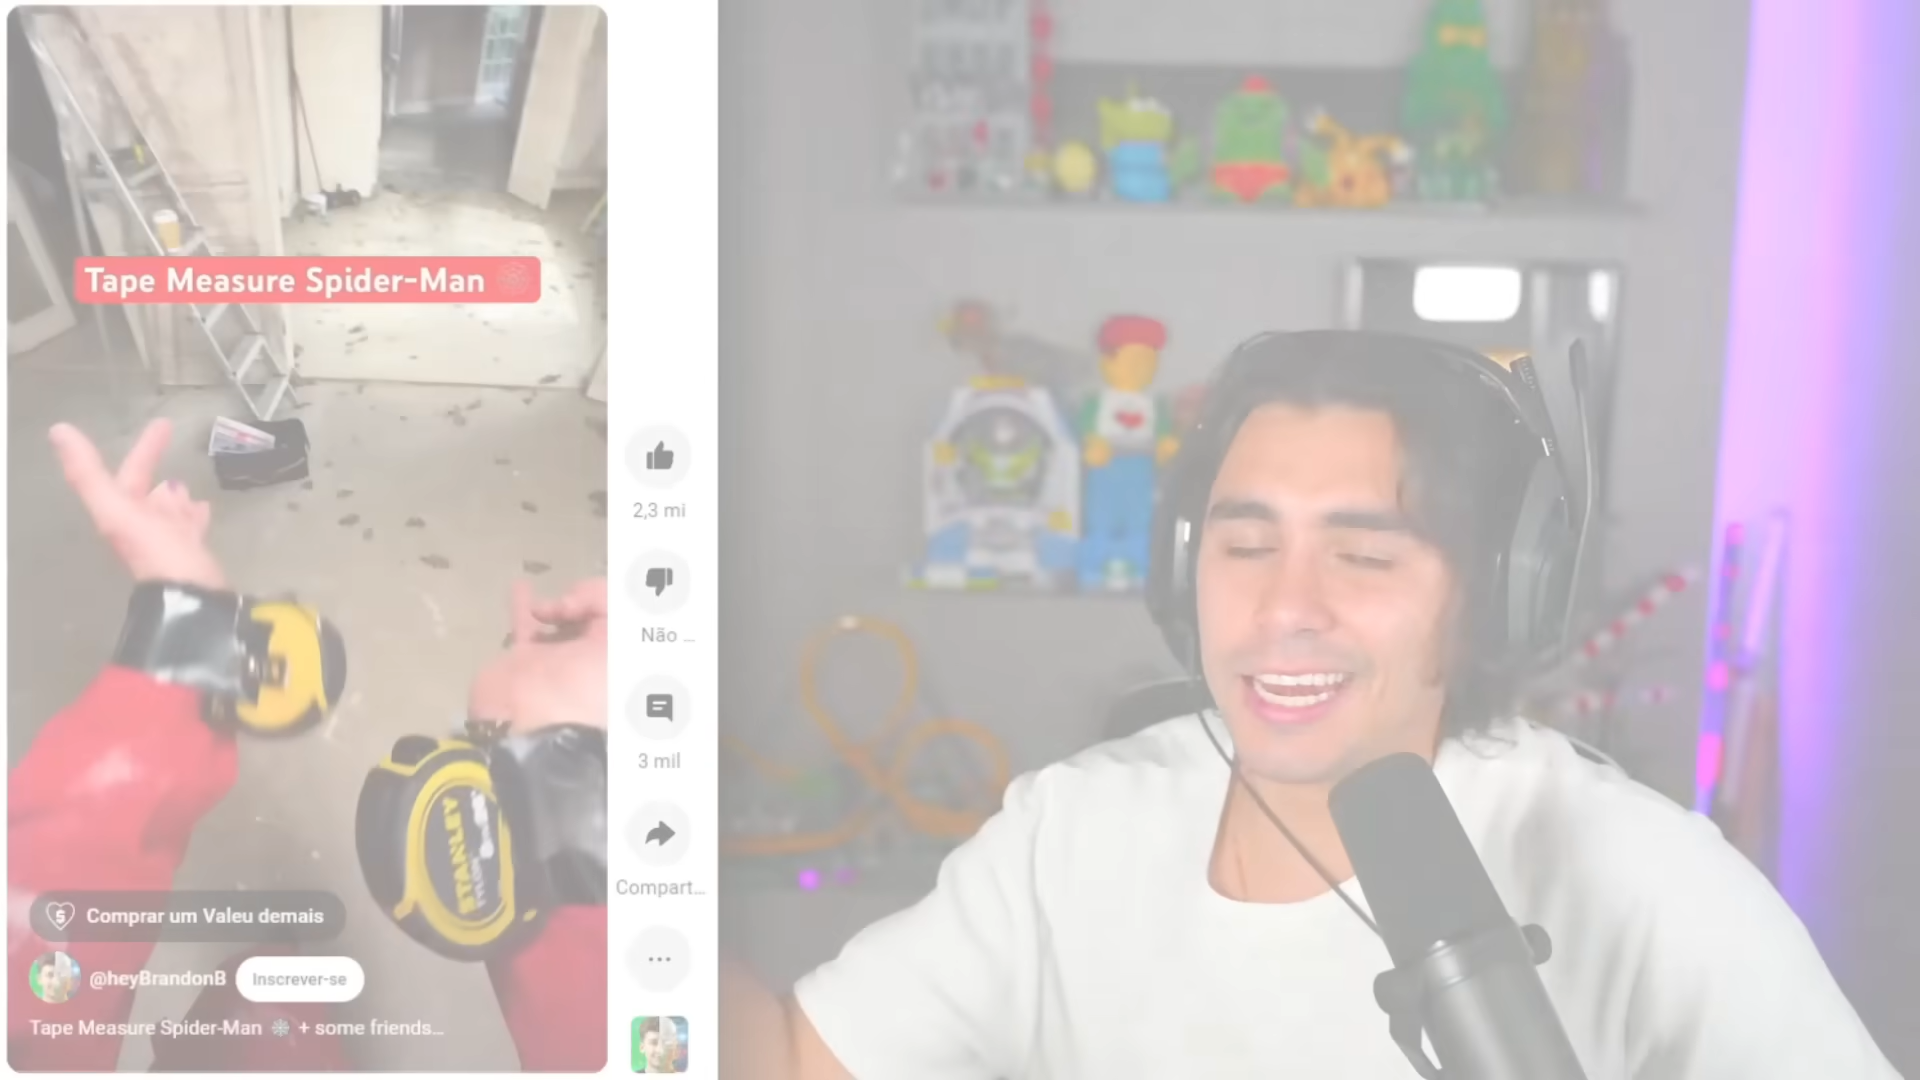 Tape Measure Spider-Man
STANLEY
2,3 mi
Não ...
3 mil
Compart...
Comprar um Valeu demais
@heyBrandonB
Inscrever-se
Tape Measure Spider-Man 🕸 + some friends...